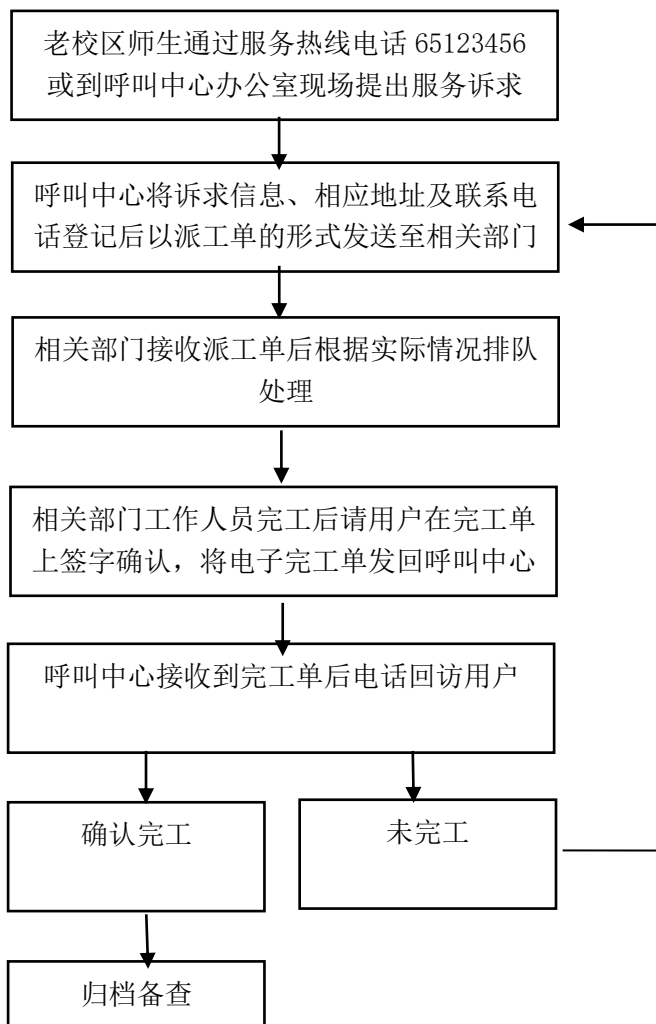 老校区师生通过服务热线电话 65123456
或到呼叫中心办公室现场提出服务诉求
呼叫中心将诉求信息、相应地址及联系电
话登记后以派工单的形式发送至相关部门
相关部门接收派工单后根据实际情况排队
处理
相关部门工作人员完工后请用户在完工单
上签字确认，将电子完工单发回呼叫中心
呼叫中心接收到完工单后电话回访用户
确认完工
未完工
归档备查